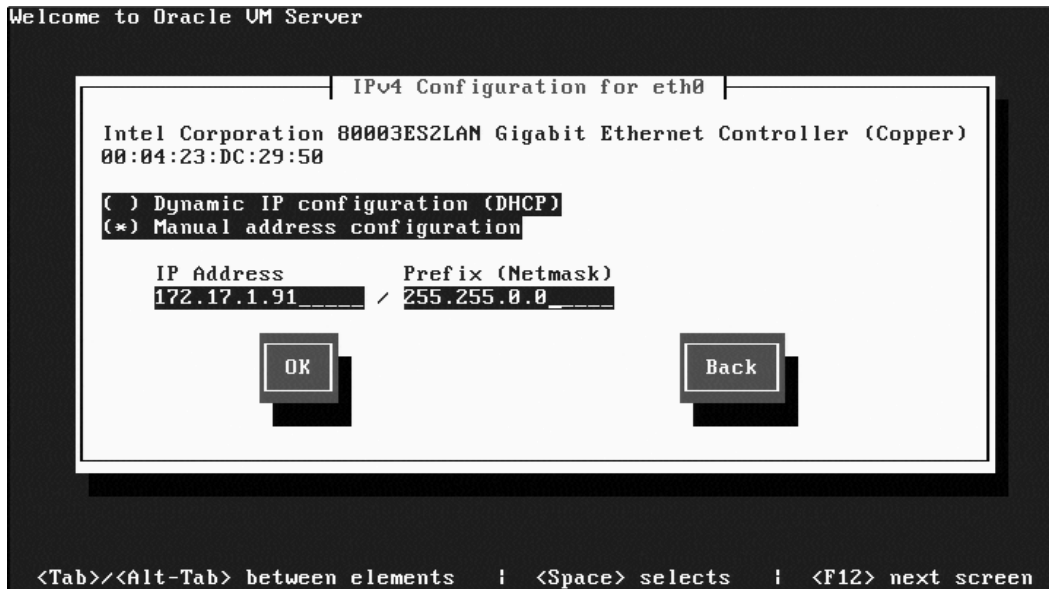 Welcome to Oracle VM Server
IPv4 Configuration for eth0
Intel Corporation 80003ES2LAN Gigabit Ethernet Controller (Copper)
00:04:23:DC:29:50
( ) Dynamic IP configuration (DHCP)
(*) Manual address configuration
IP Address Prefix (Netmask)
172.17.1.91_____ / 255.255.0.0_____
OK Back
<Tab>/<Alt-Tab> between elements | <Space> selects | <F12> next screen